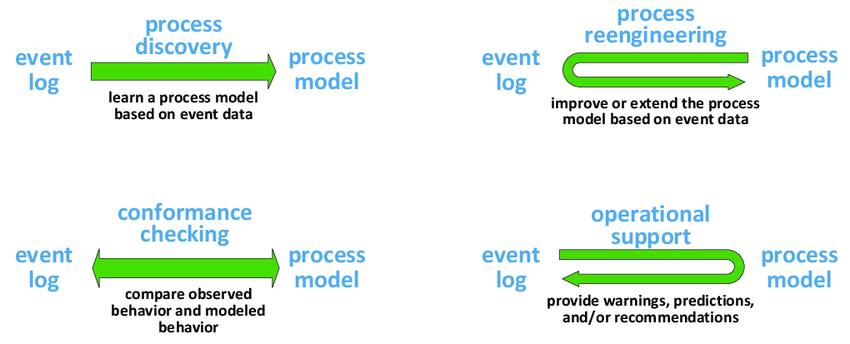 process
discovery
event
log
process
model
learn a process model
based on event data
process
reengineering
event
log
process
model
improve or extend the process
model based on event data
conformance
checking
event
log
process
model
compare observed
behavior and modeled
behavior
operational
support
event
log
process
model
provide warnings, predictions,
and/or recommendations